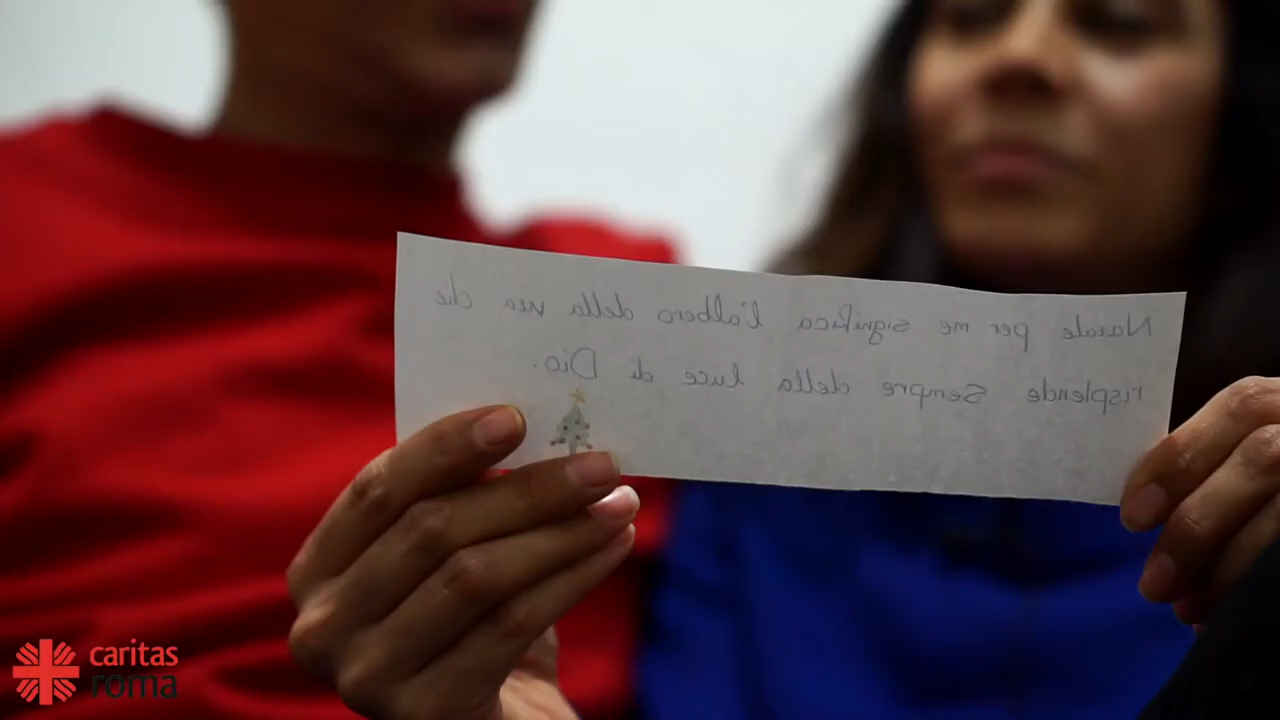 Natale per me significa l'albero della vita che
risplende sempre della luce di Dio.
caritas
roma